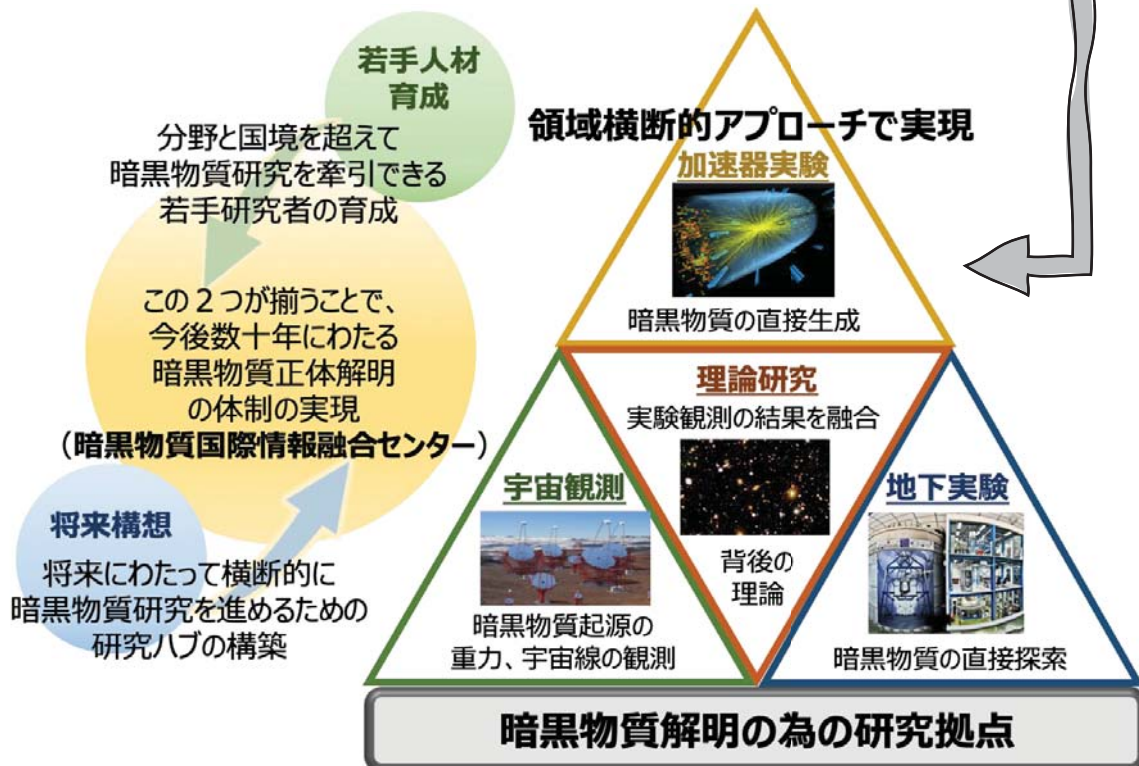 若手人材
育成
分野と国境を超えて
暗黒物質研究を牽引できる
若手研究者の育成
この２つが揃うことで、
今後数十年にわたる
暗黒物質正体解明
の体制の実現
（暗黒物質国際情報融合センター）
将来構想
将来にわたって横断的に
暗黒物質研究を進めるための
研究ハブの構築
領域横断的アプローチで実現
加速器実験
暗黒物質の直接生成
理論研究
実験観測の結果を融合
背後の
理論
宇宙観測
暗黒物質起源の
重力、宇宙線の観測
地下実験
暗黒物質の直接探索
暗黒物質解明の為の研究拠点